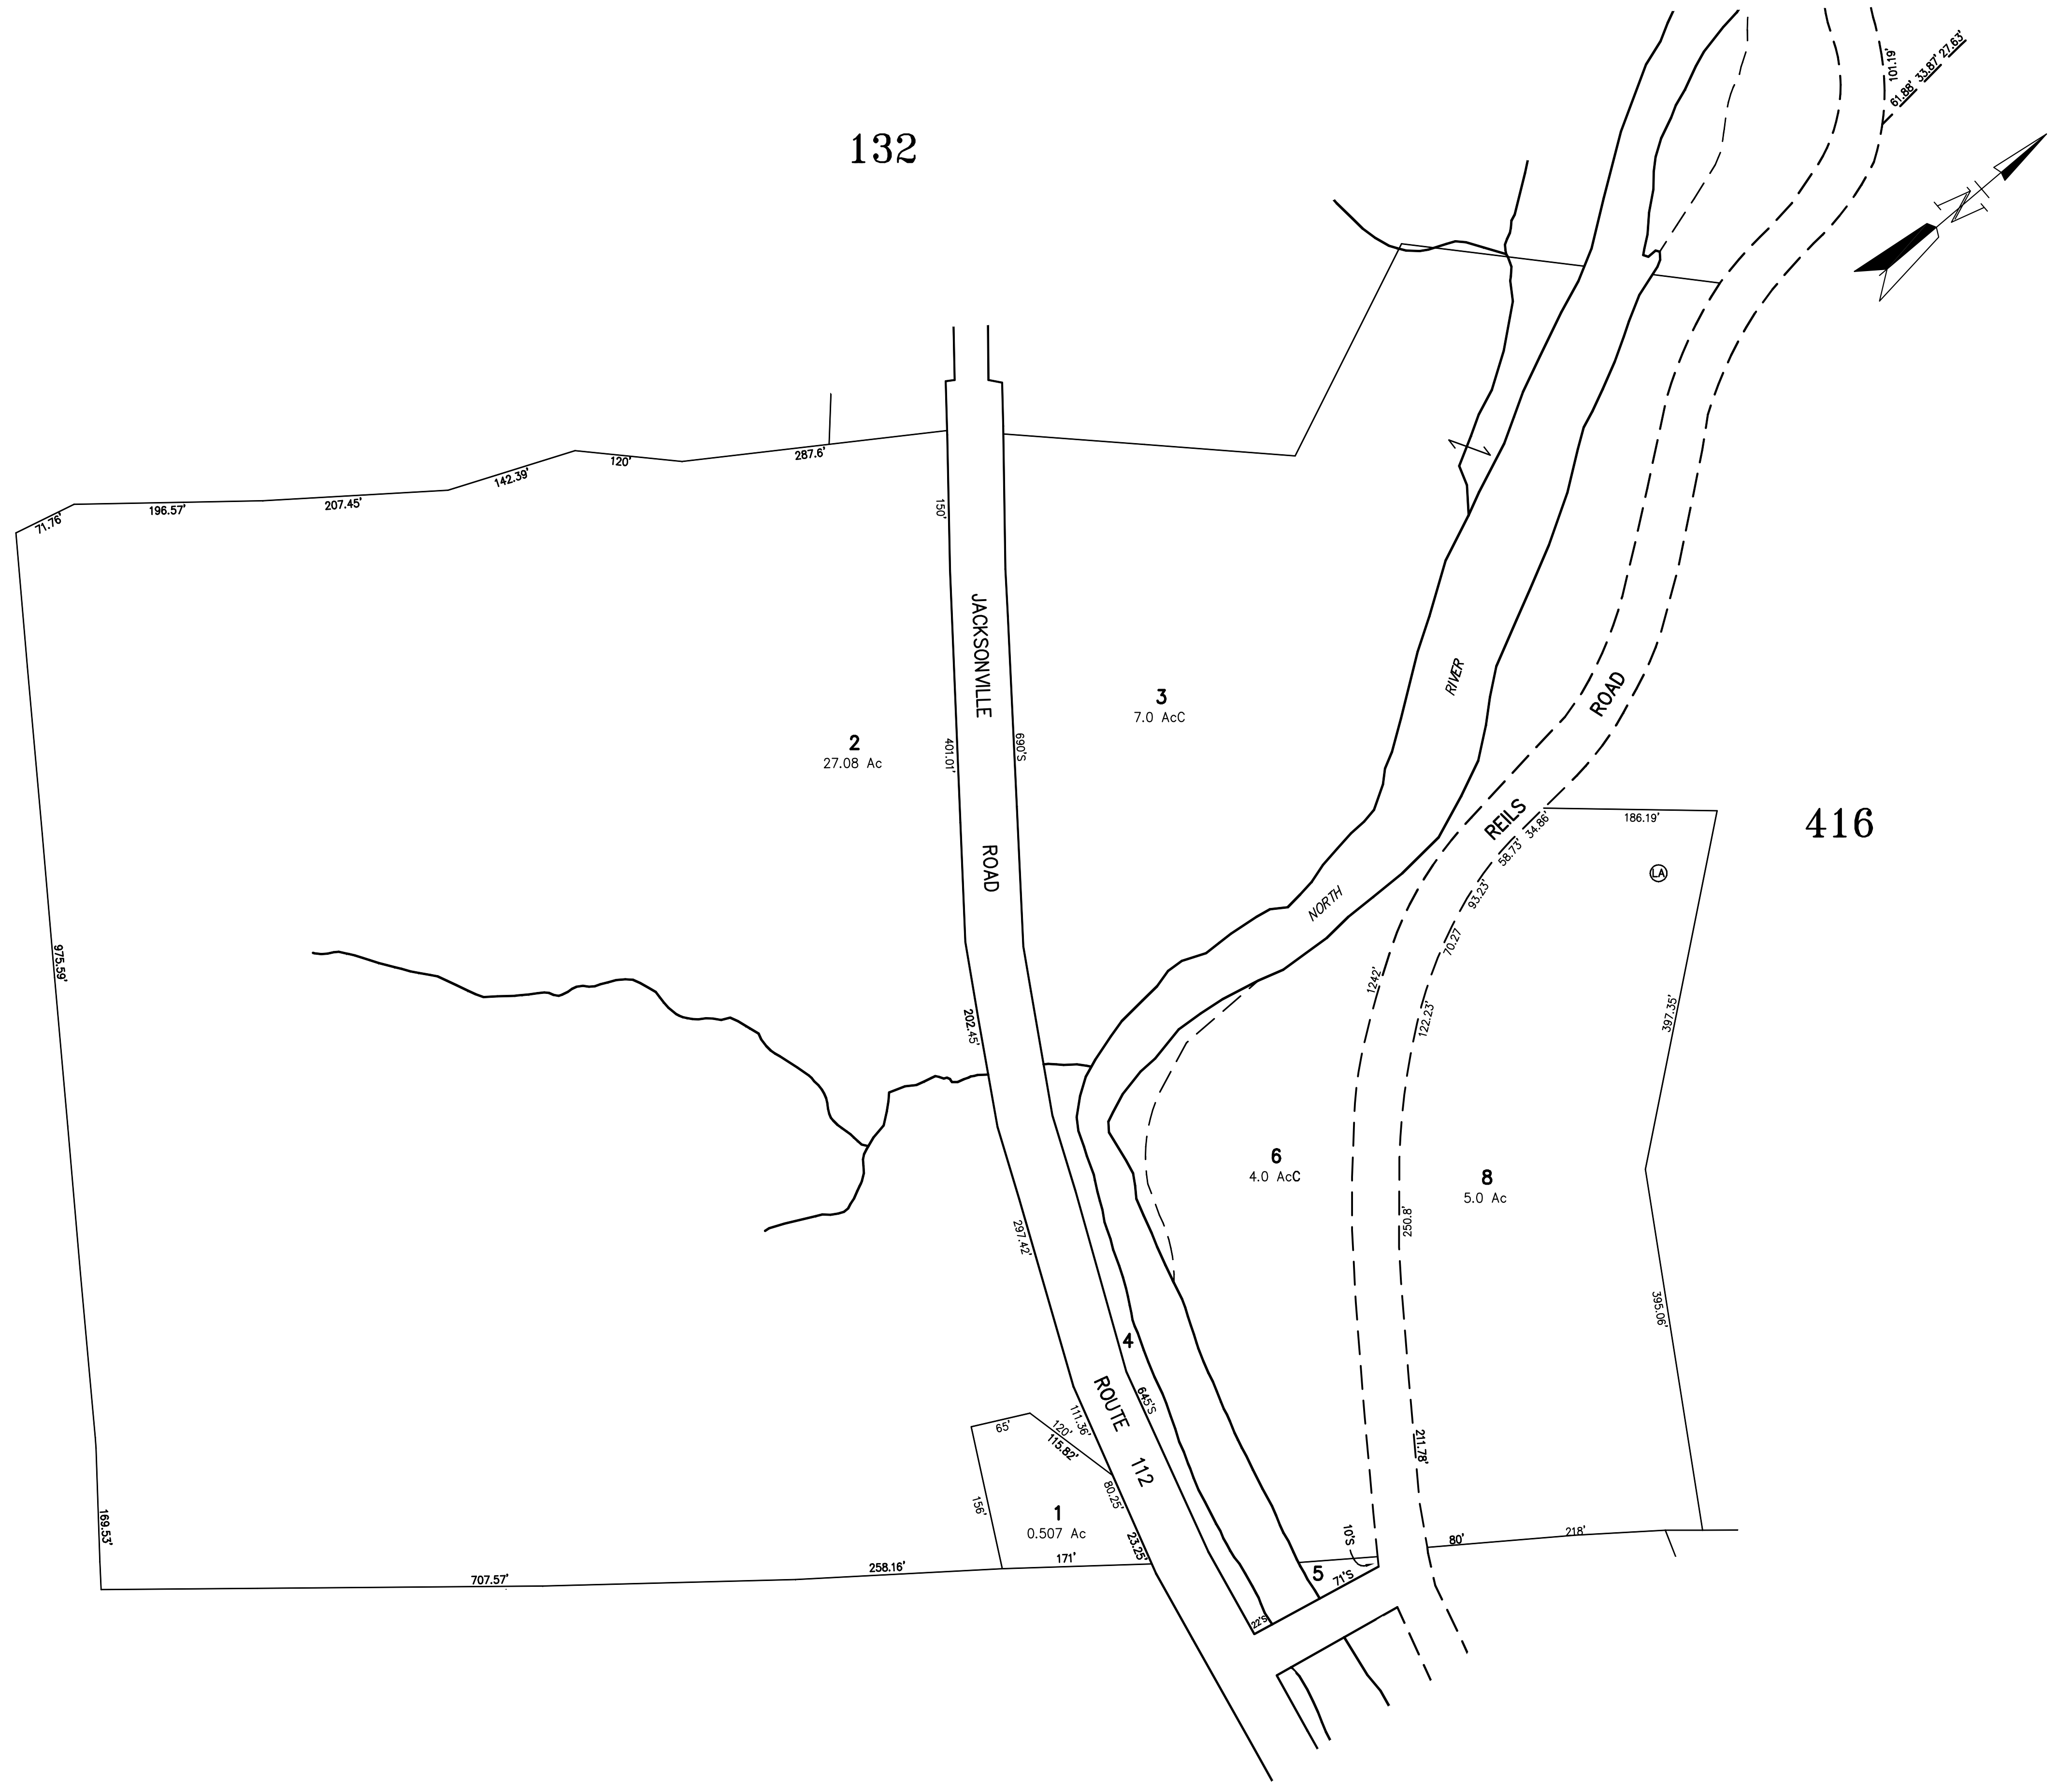 132
101.19'
61.88' 33.87' 27.63'
N
287.6'
120'
142.39'
207.45'
196.57'
71.76'
150'
JACKSONVILLE
ROAD
401.01'
690'S
3
7.0 AcC
2
27.08 Ac
RIVER
NORTH
ROAD
REILS
416
186.19'
LA
34.86'
58.73'
93.23'
70.27
122.23'
1242'
397.35'
975.59'
202.45'
6
4.0 AcC
8
5.0 Ac
250.8'
297.42'
395.06'
4
645'S
ROUTE 112
111.36'
65'
120'
115.82'
80.25'
156'
1
0.507 Ac
23.25'
171'
258.16'
707.57'
169.53'
211.78'
10'S
80'
218'
5
71'S
22'S